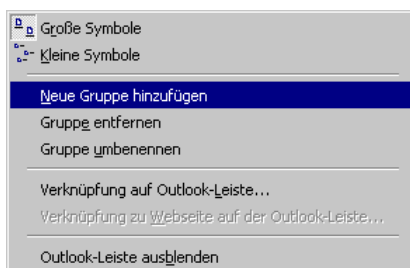 Große Symbole
Kleine Symbole
Neue Gruppe hinzufügen
Gruppe entfernen
Gruppe umbenennen
Verknüpfung auf Outlook-Leiste...
Verknüpfung zu Webseite auf der Outlook-Leiste...
Outlook-Leiste ausblenden